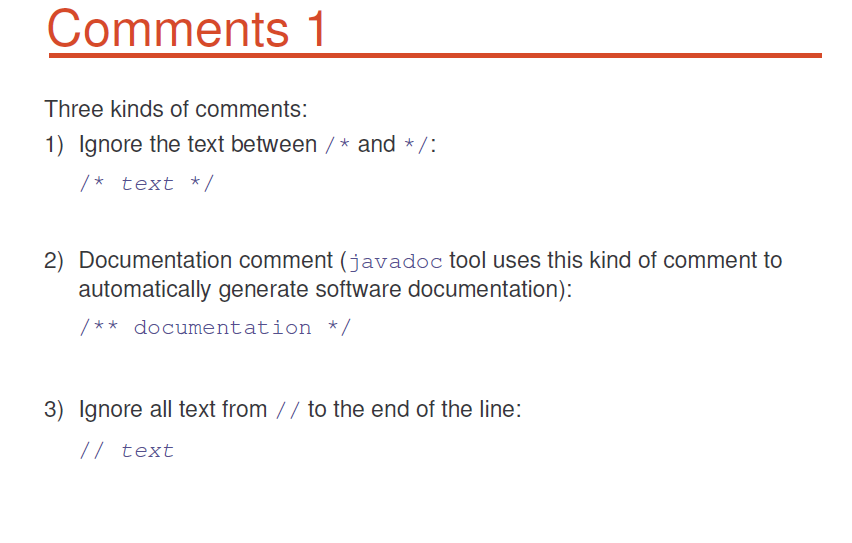 Comments 1
Three kinds of comments:
1) Ignore the text between /* and */:
/* text */
2) Documentation comment (javadoc tool uses this kind of comment to
automatically generate software documentation):
/** documentation */
3) Ignore all text from // to the end of the line:
// text